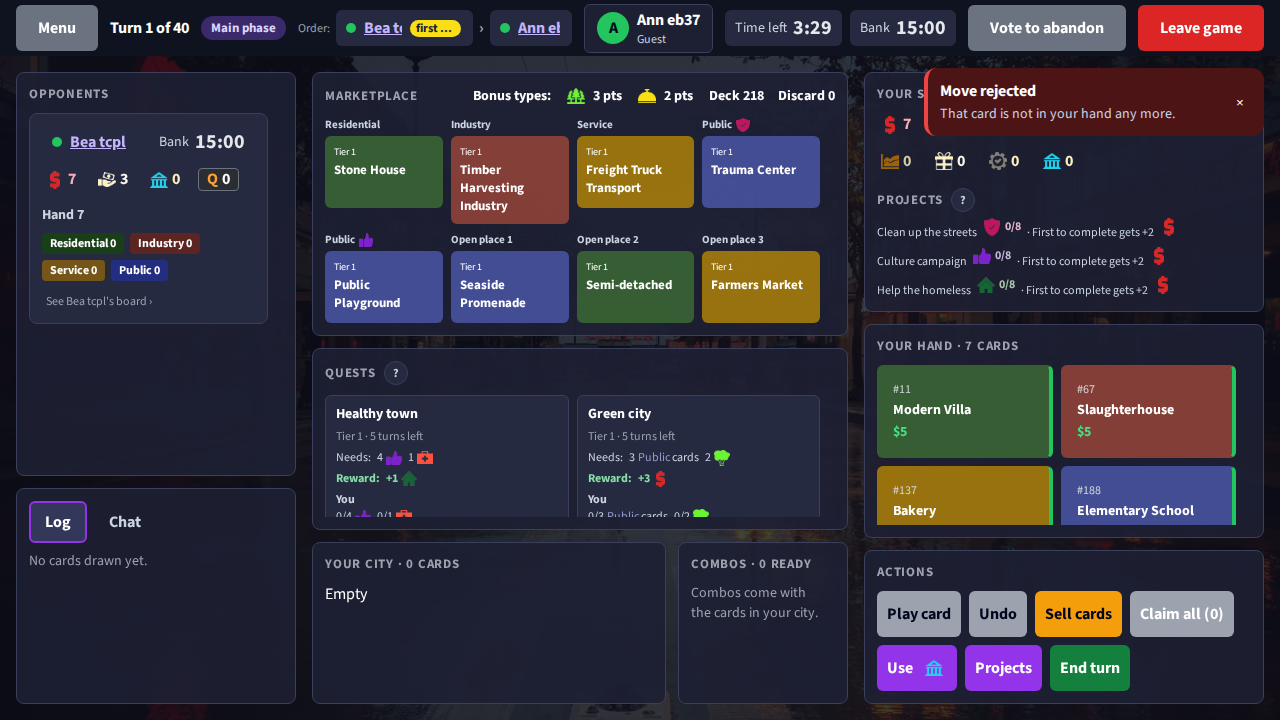 Menu
Turn 1 of 40
Main phase
Order:
Bea tc
first ...
›
Ann eb
A
Ann eb37
Guest
Time left 3:29
Bank 15:00
Vote to abandon
Leave game
OPPONENTS
Bea tcpl
Bank 15:00
7
3
0
Q 0
Hand 7
Residential 0
Industry 0
Service 0
Public 0
See Bea tcpl's board ›
Log
Chat
No cards drawn yet.
MARKETPLACE
Bonus types:
3 pts
2 pts
Deck 218
Discard 0
Residential
Industry
Service
Public
Tier 1
Stone House
Tier 1
Timber
Harvesting
Industry
Tier 1
Freight Truck
Transport
Tier 1
Trauma Center
Public
Open place 1
Open place 2
Open place 3
Tier 1
Public
Playground
Tier 1
Seaside
Promenade
Tier 1
Semi-detached
Tier 1
Farmers Market
QUESTS
?
Healthy town
Tier 1 · 5 turns left
Needs: 4 1
Reward: +1
You
0/4 0/1
Green city
Tier 1 · 5 turns left
Needs: 3 Public cards 2
Reward: +3
You
0/3 Public cards 0/2
YOUR CITY · 0 CARDS
Empty
COMBOS · 0 READY
Combos come with
the cards in your city.
YOUR S
7
Move rejected
That card is not in your hand any more.
×
0
0
0
0
PROJECTS
?
Clean up the streets 0/8 · First to complete gets +2
Culture campaign 0/8 · First to complete gets +2
Help the homeless 0/8 · First to complete gets +2
YOUR HAND · 7 CARDS
#11
Modern Villa
$5
#67
Slaughterhouse
$5
#137
Bakery
#188
Elementary School
ACTIONS
Play card
Undo
Sell cards
Claim all (0)
Use
Projects
End turn